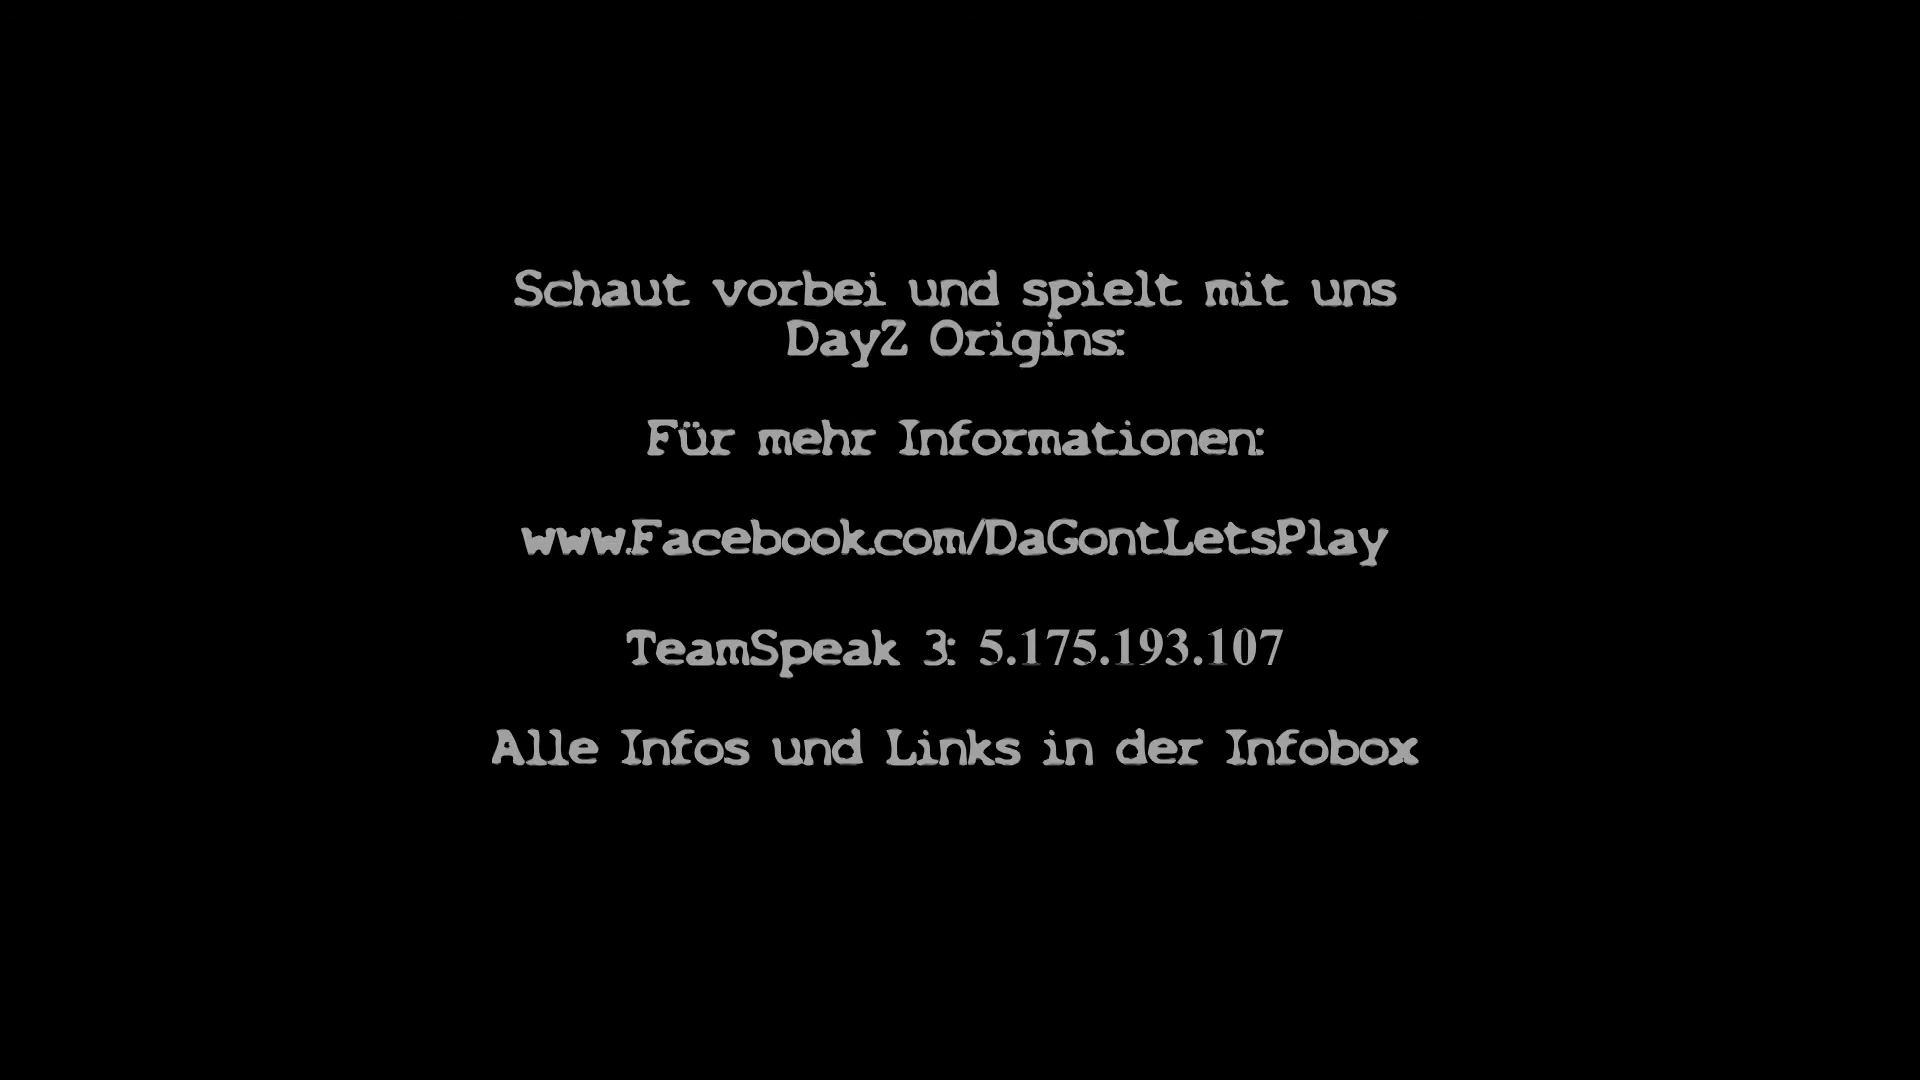 Schaut vorbei und spielt mit uns
DayZ Origins:
Für mehr Informationen:
www.Facebook.com/DaGontLetsPlay
TeamSpeak 3: 5.175.193.107
Alle Infos und Links in der Infobox